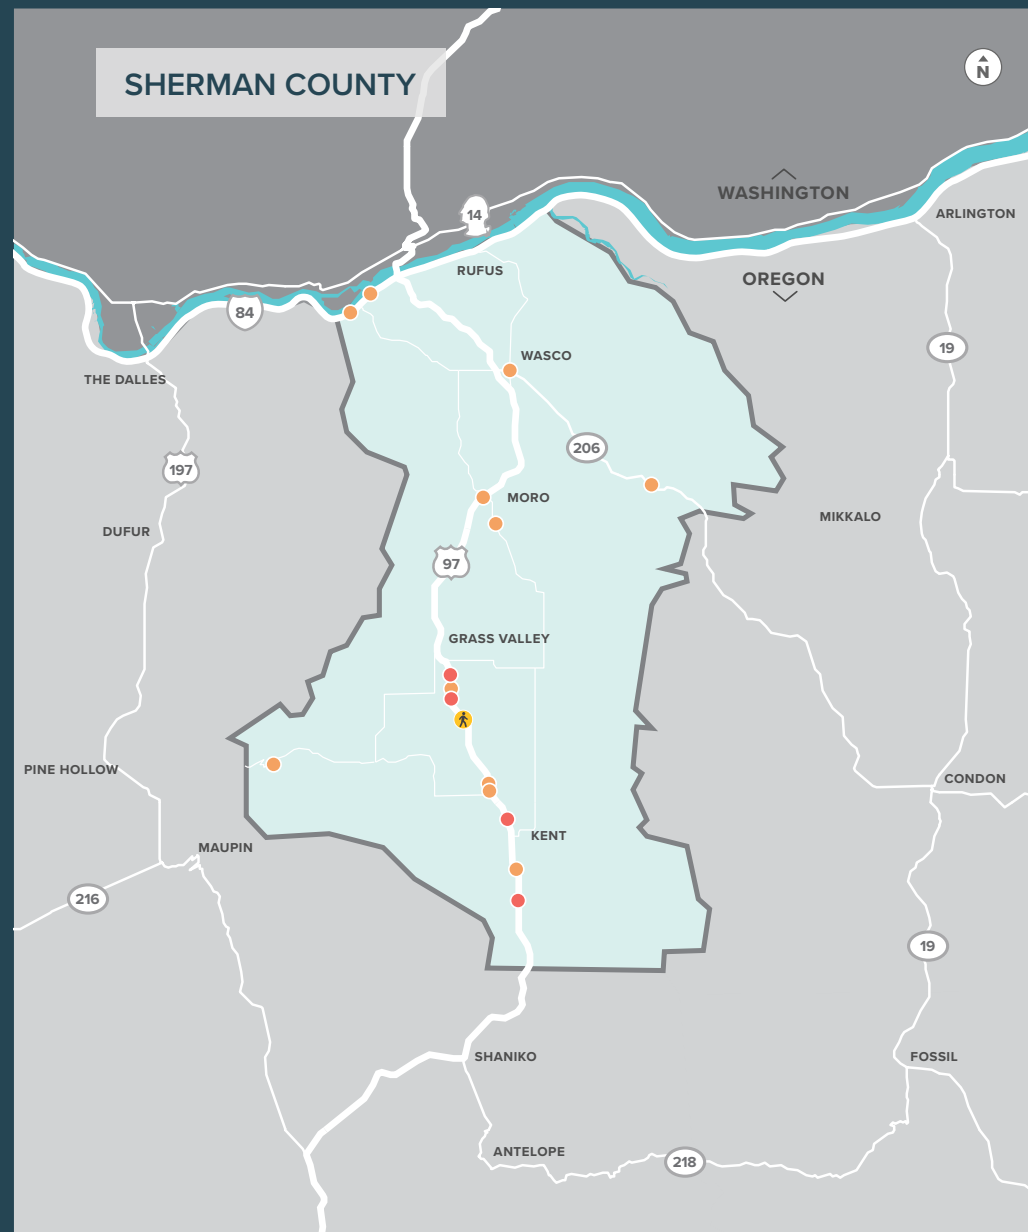 SHERMAN COUNTY
N
WASHINGTON
14
ARLINGTON
RUFUS
OREGON
84
19
WASCO
THE DALLES
206
197
MORO
MIKKALO
DUFUR
97
GRASS VALLEY
PINE HOLLOW
CONDON
KENT
MAUPIN
216
19
SHANIKO
FOSSIL
ANTELOPE
218